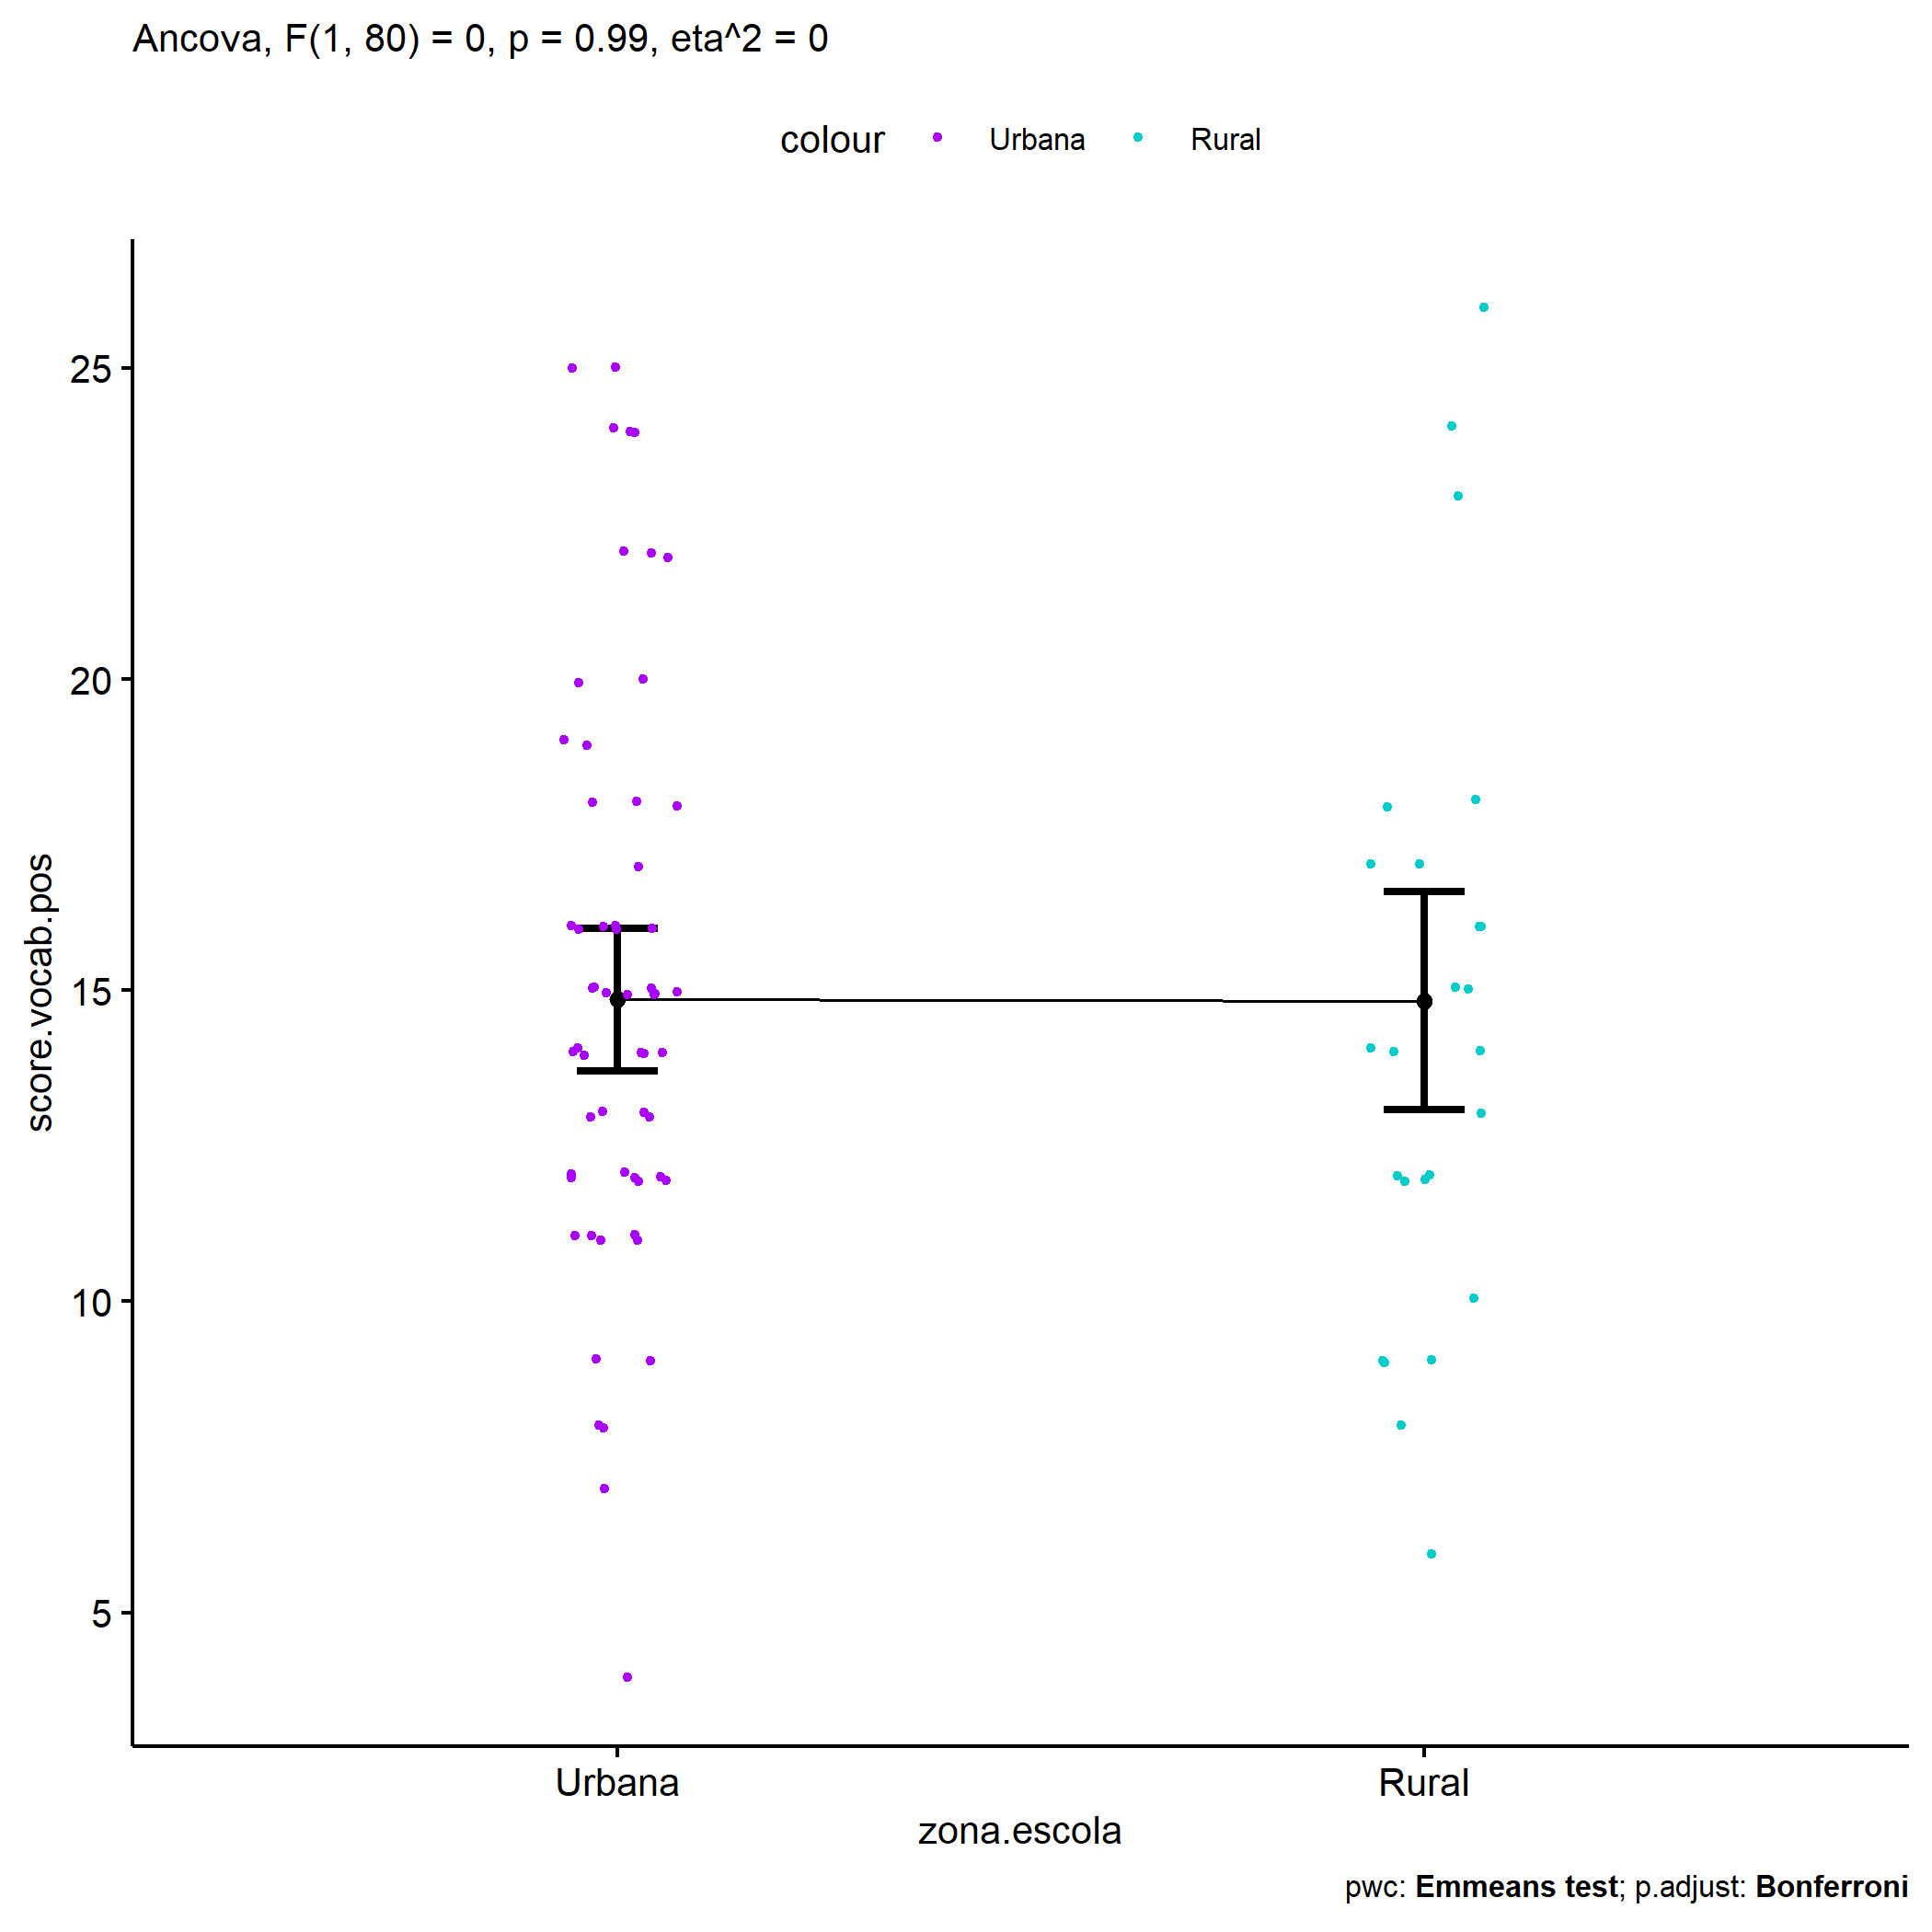 Ancova, F(1, 80) = 0, p = 0.99, eta^2 = 0
colour Urbana Rural
25
20
15
10
5
score.vocab.pos
Urbana Rural
zona.escola
pwc: Emmeans test; p.adjust: Bonferroni